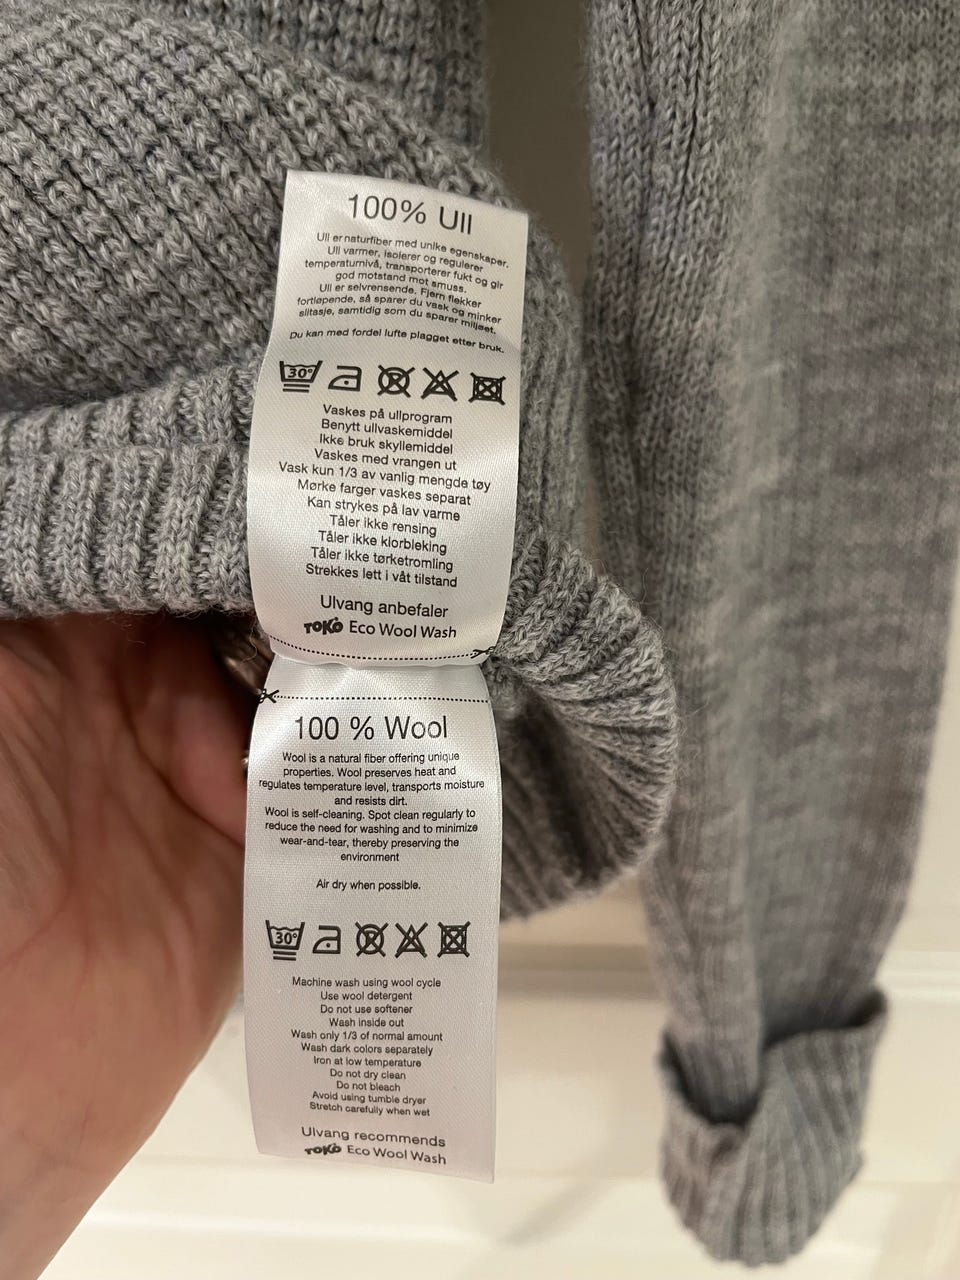 100% Ull
Ull er naturfiber med unike egenskaper.
Ull varmer, isolerer og regulerer
temperaturnivå, transporterer fukt og gir
god motstand mot smuss.
Ull er selvrensende. Fjern flekker
fortløpende, så sparer du vask og minker
slitasje, samtidig som du sparer miljøet.
Du kan med fordel lufte plagget etter bruk.
30°
Vaskes på ullprogram
Benytt ullvaskemiddel
Ikke bruk skyllemiddel
Vaskes med vrangen ut
Vask kun 1/3 av vanlig mengde tøy
Mørke farger vaskes separat
Kan strykes på lav varme
Tåler ikke rensing
Tåler ikke klorbleking
Tåler ikke tørketromling
Strekkes lett i våt tilstand
Ulvang anbefaler
TOKO Eco Wool Wash
100 % Wool
Wool is a natural fiber offering unique
properties. Wool preserves heat and
regulates temperature level, transports moisture
and resists dirt.
Wool is self-cleaning. Spot clean regularly to
reduce the need for washing and to minimize
wear-and-tear, thereby preserving the
environment
Air dry when possible.
30°
Machine wash using wool cycle
Use wool detergent
Do not use softener
Wash inside out
Wash only 1/3 of normal amount
Wash dark colors separately
Iron at low temperature
Do not dry clean
Do not bleach
Avoid using tumble dryer
Stretch carefully when wet
Ulvang recommends
TOKO Eco Wool Wash